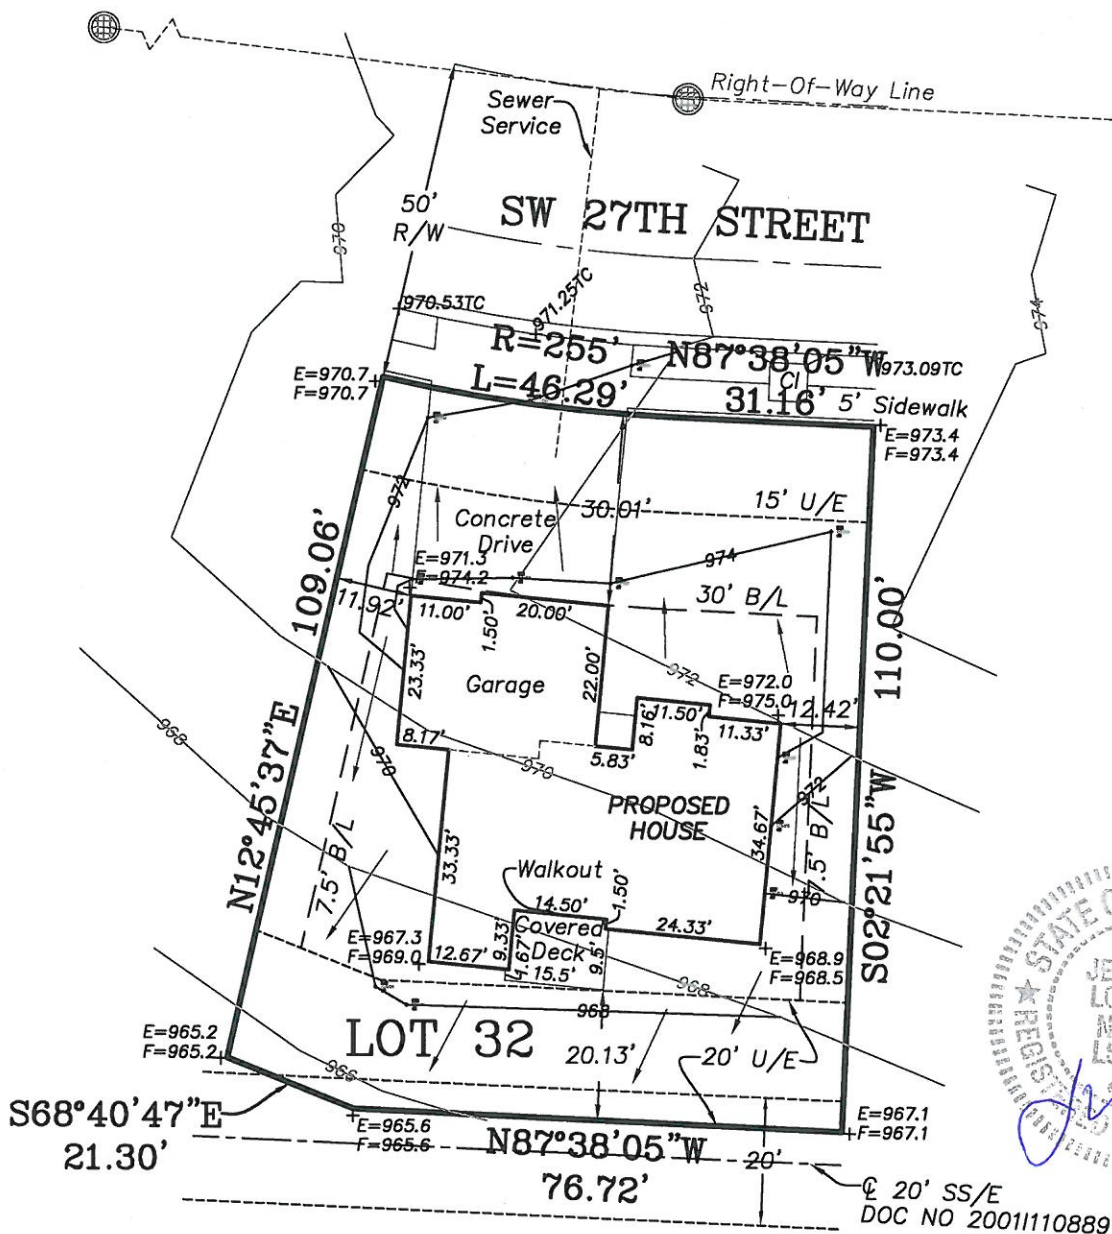 Right-Of-Way Line
Sewer
Service
50'
R/W
SW 27TH STREET
970
972
974
970.53TC
971.25TC
R=255'
L=46.29'
N87°38'05"W
31.16'
973.09TC
CI
5' Sidewalk
E=970.7
F=970.7
E=973.4
F=973.4
972
Concrete
Drive
30.01'
15' U/E
974
E=971.3
F=974.2
109.06'
11.92'
11.00'
1.50'
20.00'
30' B/L
110.00'
23.33'
Garage
22.00'
972
E=972.0
F=975.0
12.42'
8.16'
11.50'
1.83'
11.33'
8.17'
5.83'
968
970
970
972
N12°45'37"E
PROPOSED
HOUSE
34.67'
7.5' B/L
S02°21'55"W
33.33'
7.5' B/L
Walkout
14.50'
1.50'
970
Covered
Deck
24.33'
9.33'
15.5'
9.5'
12.67'
E=967.3
F=969.0
E=968.9
F=968.5
968
968
LOT 32
20.13'
20' U/E
E=965.2
F=965.2
966
S68°40'47"E
21.30'
E=965.6
F=965.6
N87°38'05"W
76.72'
E=967.1
F=967.1
20'
℄ 20' SS/E
DOC NO 20011110889
STATE
REGIST